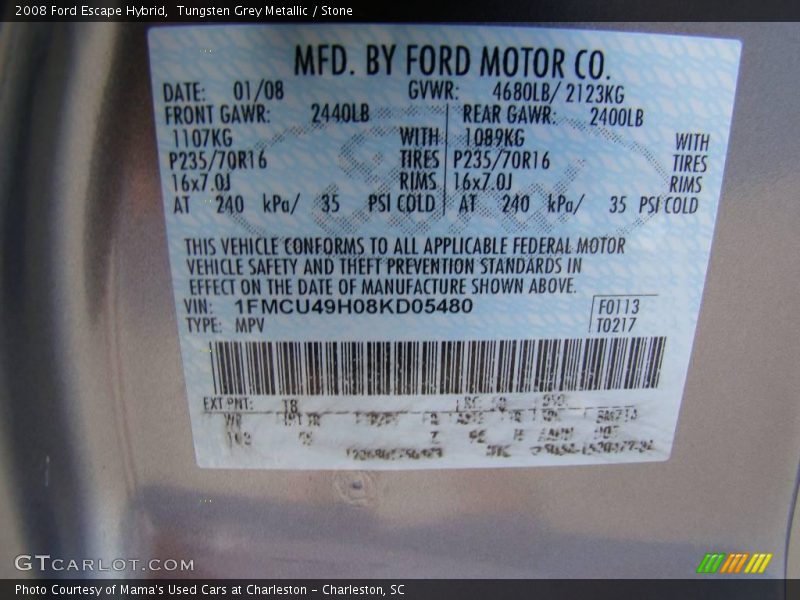 2008 Ford Escape Hybrid,  Tungsten Grey Metallic / Stone
MFD. BY FORD MOTOR CO.
DATE: 01/08 GVWR: 4680LB/ 2123KG
FRONT GAWR: 2440LB REAR GAWR: 2400LB
1107KG WITH 1089KG WITH
P235/70R16 TIRES P235/70R16 TIRES
16x7.0J RIMS 16x7.0J RIMS
AT 240 kPa/ 35 PSI COLD AT 240 kPa/ 35 PSI COLD
THIS VEHICLE CONFORMS TO ALL APPLICABLE FEDERAL MOTOR
VEHICLE SAFETY AND THEFT PREVENTION STANDARDS IN
EFFECT ON THE DATE OF MANUFACTURE SHOWN ABOVE.
VIN: 1FMCU49H08KD05480 F0113
TYPE: MPV T0217
EXT PNT: T8
WB
GTCARLOT.COM
Photo Courtesy of Mama's Used Cars at Charleston - Charleston, SC